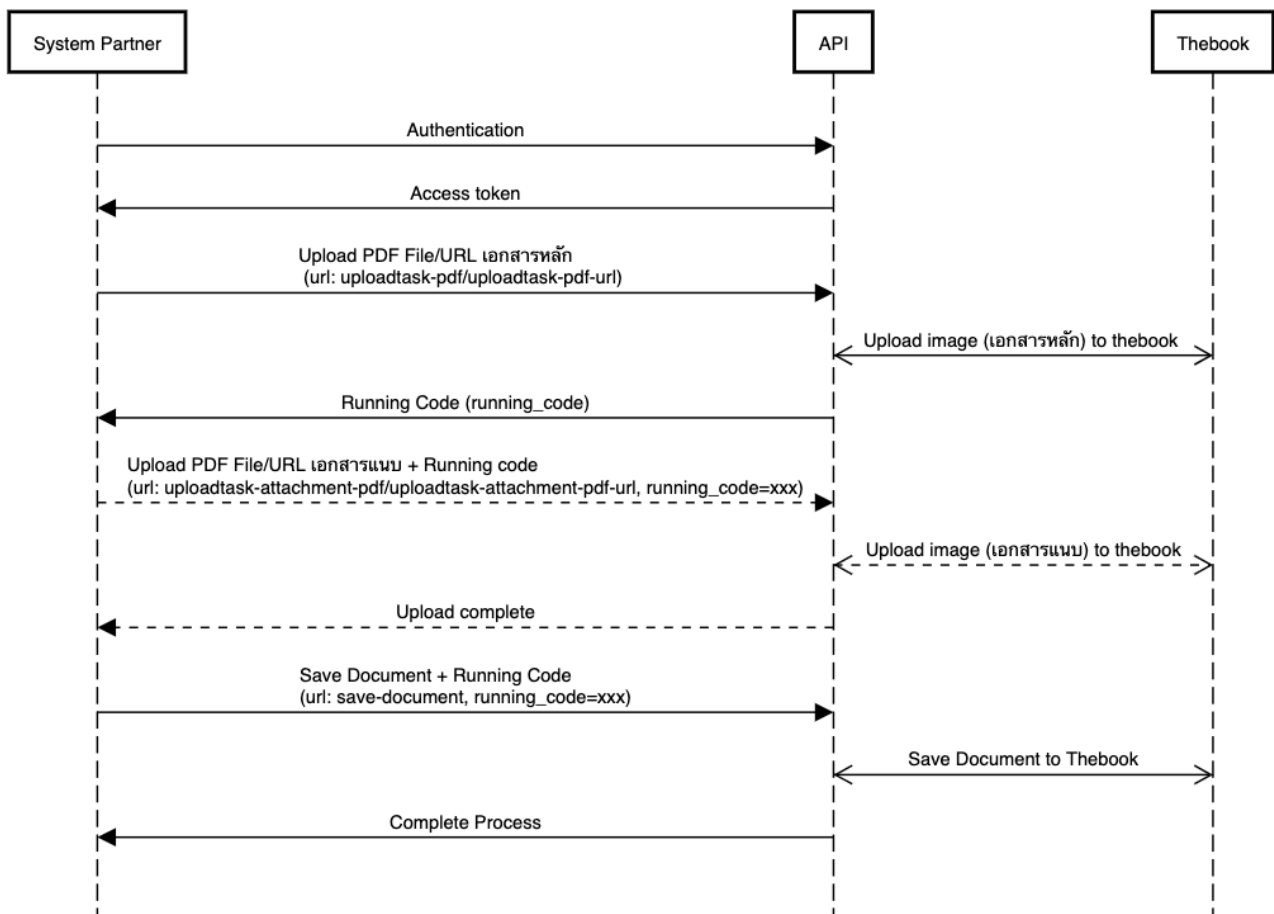 System Partner
API
Thebook
Authentication
Access token
Upload PDF File/URL เอกสารหลัก
(url: uploadtask-pdf/uploadtask-pdf-url)
Upload image (เอกสารหลัก) to thebook
Running Code (running_code)
Upload PDF File/URL เอกสารแนบ + Running code
(url: uploadtask-attachment-pdf/uploadtask-attachment-pdf-url, running_code=xxx)
Upload image (เอกสารแนบ) to thebook
Upload complete
Save Document + Running Code
(url: save-document, running_code=xxx)
Save Document to Thebook
Complete Process